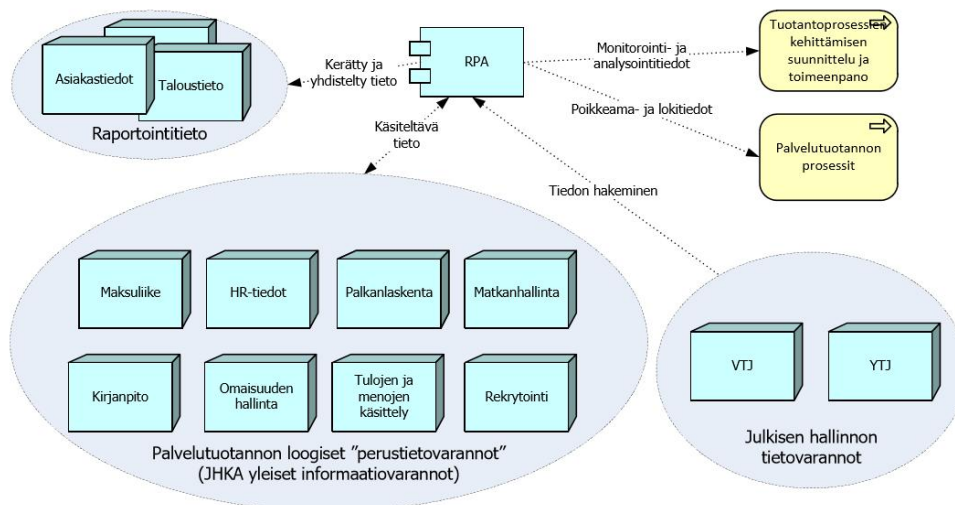 Asiakastiedot
Taloustieto
Raportointitieto
Kerätty ja
yhdistelty tieto
RPA
Monitorointi- ja
analysointitiedot
Tuotantoprosessien
kehittämisen
suunnittelu ja
toimeenpano
Käsiteltävä
tieto
Poikkeama- ja lokitiedot
Palvelutuotannon
prosessit
Tiedon hakeminen
Maksuliike
HR-tiedot
Palkanlaskenta
Matkanhallinta
Kirjanpito
Omaisuuden
hallinta
Tulojen ja
menojen
käsittely
Rekrytointi
Palvelutuotannon loogiset ”perustietovarannot”
(JHKA yleiset informaatiovarannot)
VTJ
YTJ
Julkisen hallinnon
tietovarannot